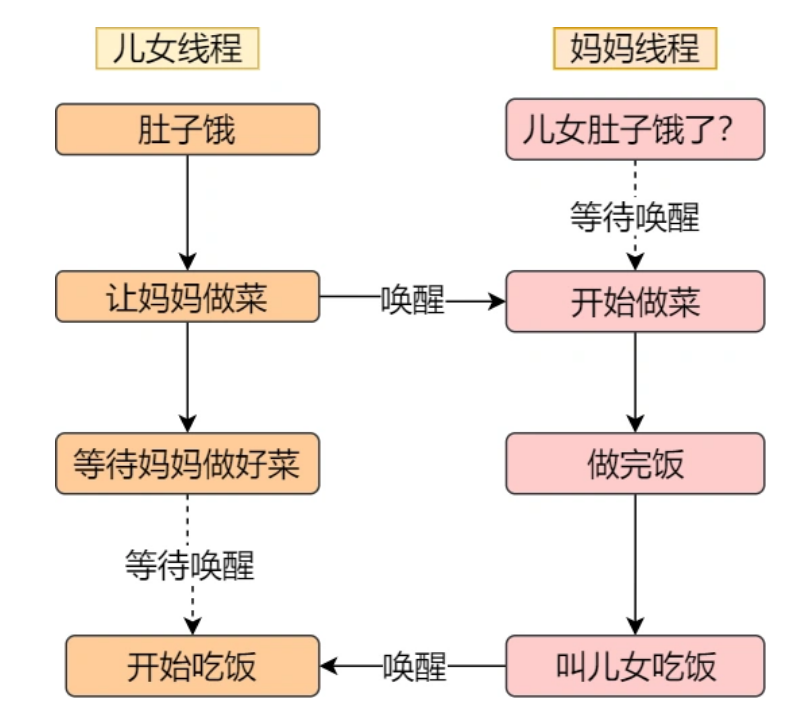 儿女线程
妈妈线程
肚子饿
儿女肚子饿了?
等待唤醒
让妈妈做菜
唤醒
开始做菜
等待妈妈做好菜
做完饭
等待唤醒
开始吃饭
唤醒
叫儿女吃饭